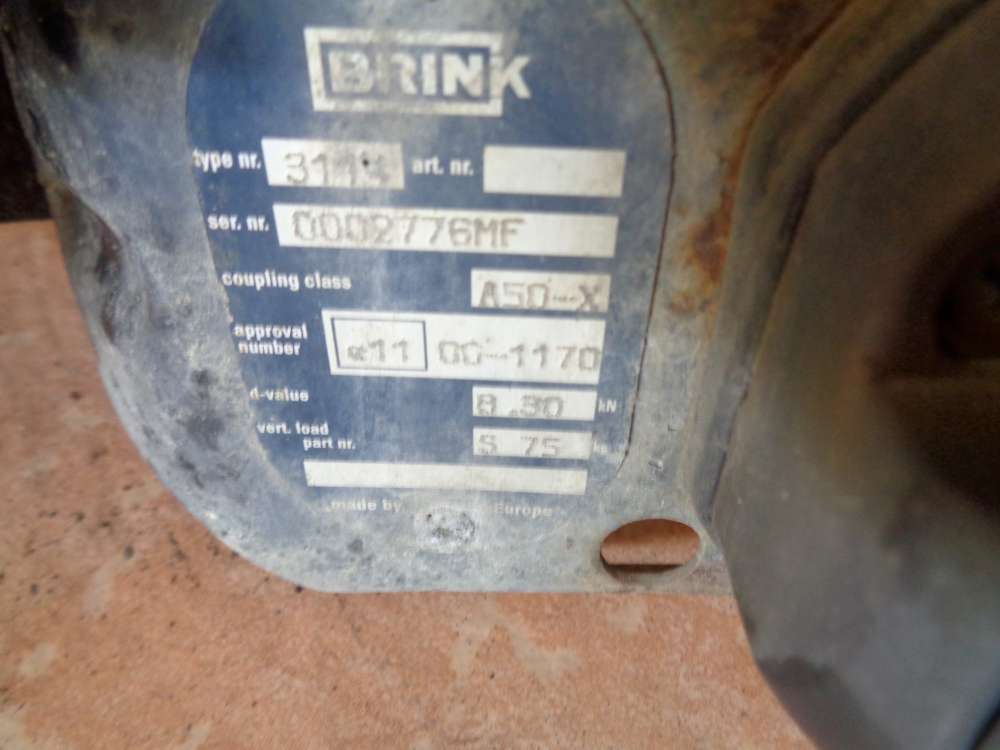 BRINK
type nr. art. nr.
ser. nr. 0002776MF
coupling class A50-X
approval number e11 00-1170
d-value 8.30 kN
vert. load S 75
part nr.
made by Europe